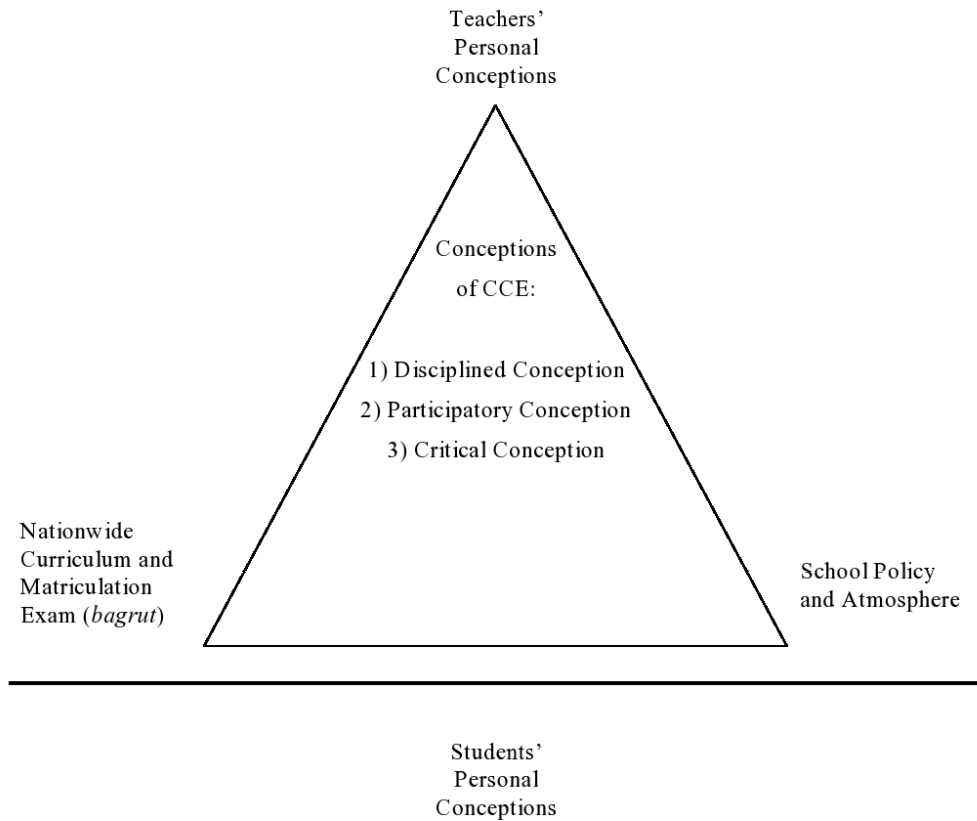 Teachers’
Personal
Conceptions
Conceptions
of CCE:
1) Disciplined Conception
2) Participatory Conception
3) Critical Conception
Nationwide
Curriculum and
Matriculation
Exam (bagrut)
School Policy
and Atmosphere
Students’
Personal
Conceptions